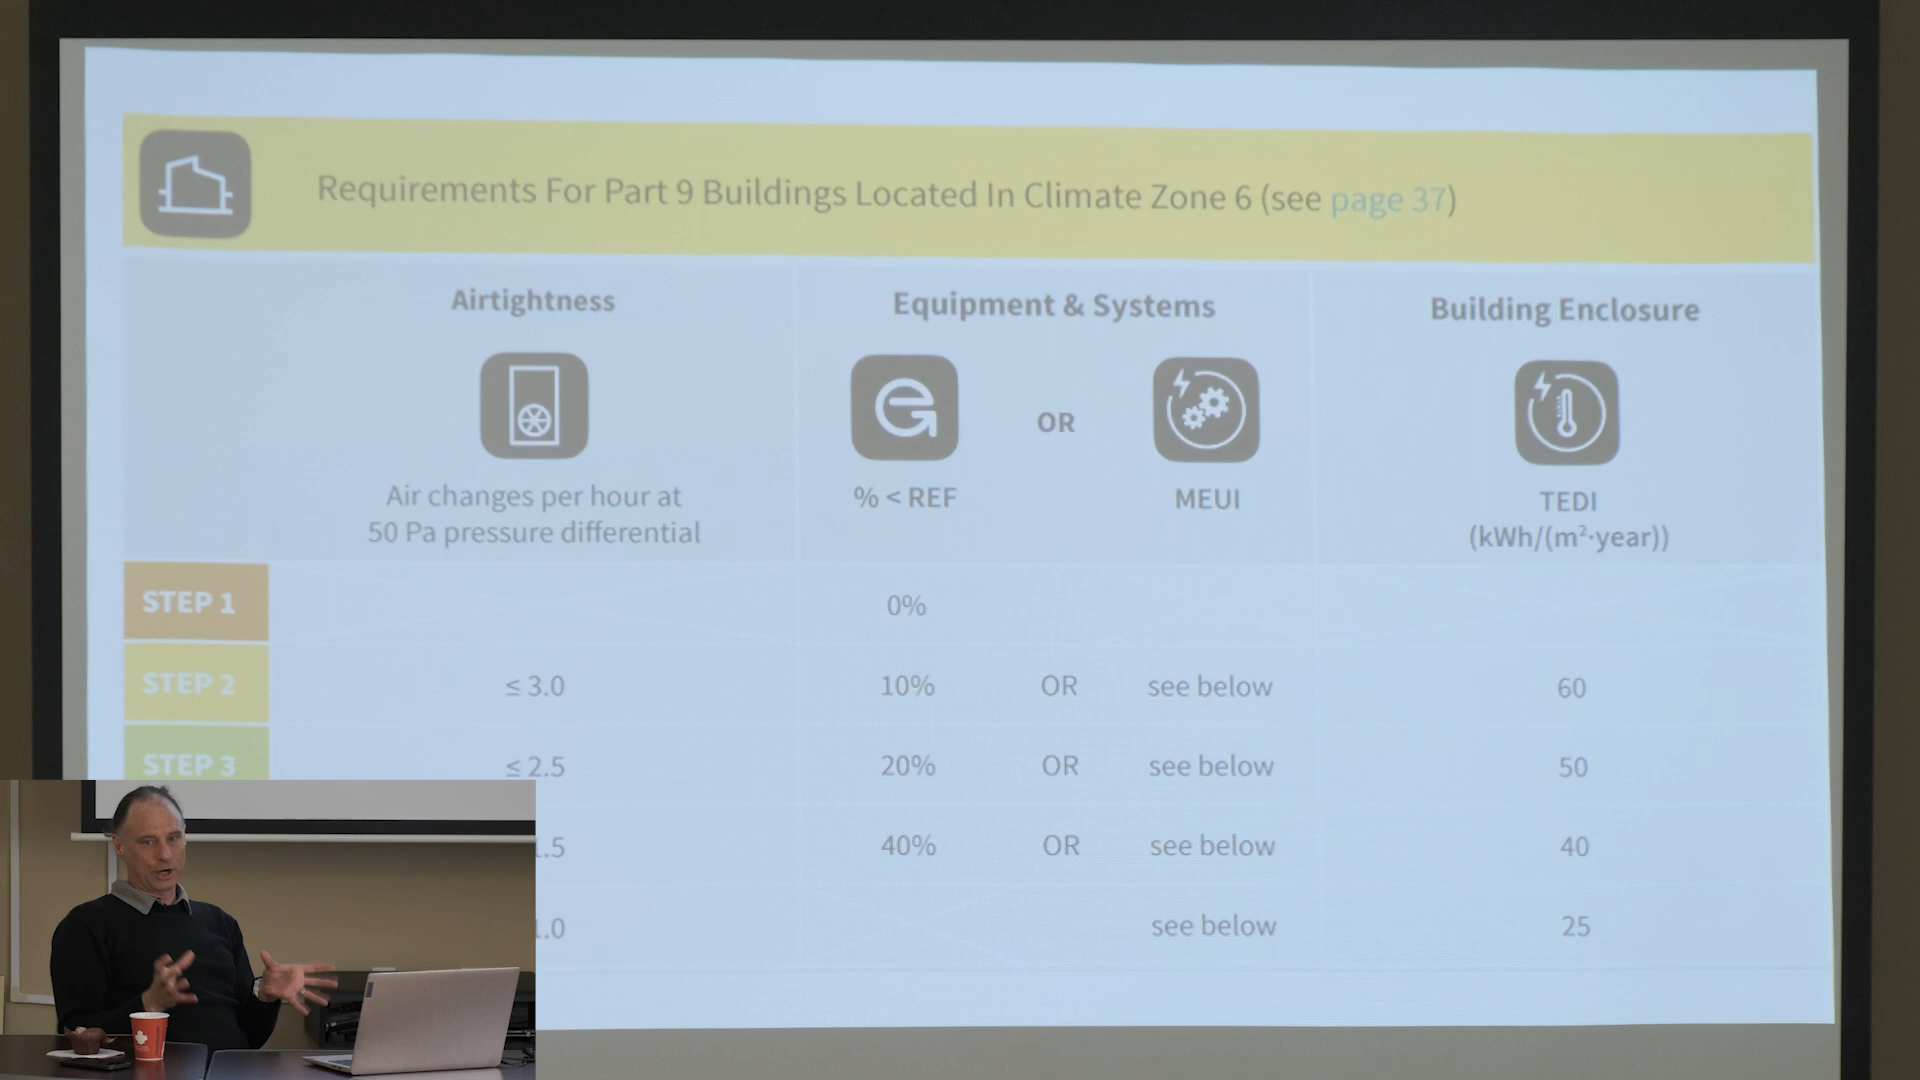 Requirements For Part 9 Buildings Located In Climate Zone 6 (see page 37)
Airtightness
Equipment & Systems
Building Enclosure
OR
Air changes per hour at
50 Pa pressure differential
% < REF
MEUI
TEDI
(kWh/(m²·year))
STEP 1 0%
STEP 2 ≤ 3.0 10% OR see below 60
STEP 3 ≤ 2.5 20% OR see below 50
.5 40% OR see below 40
1.0 see below 25